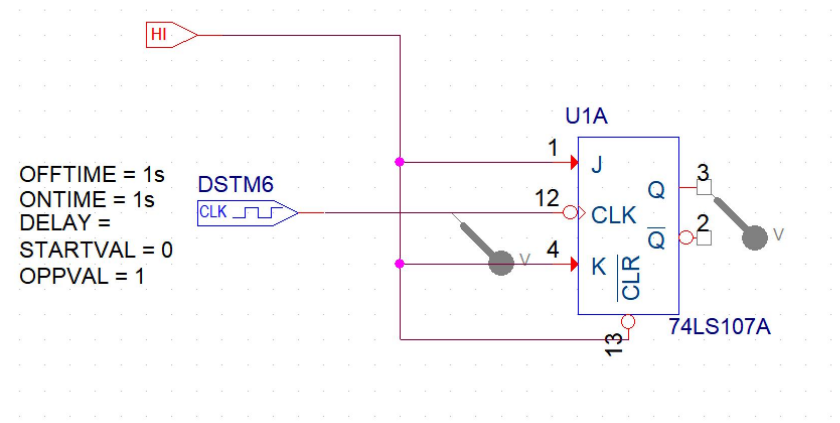 HI
U1A
OFFTIME = 1s
ONTIME = 1s
DELAY =
STARTVAL = 0
OPPVAL = 1
DSTM6
CLK
1
J
12
CLK
4
K
CLR
13
Q
3
Q
2
V
V
74LS107A